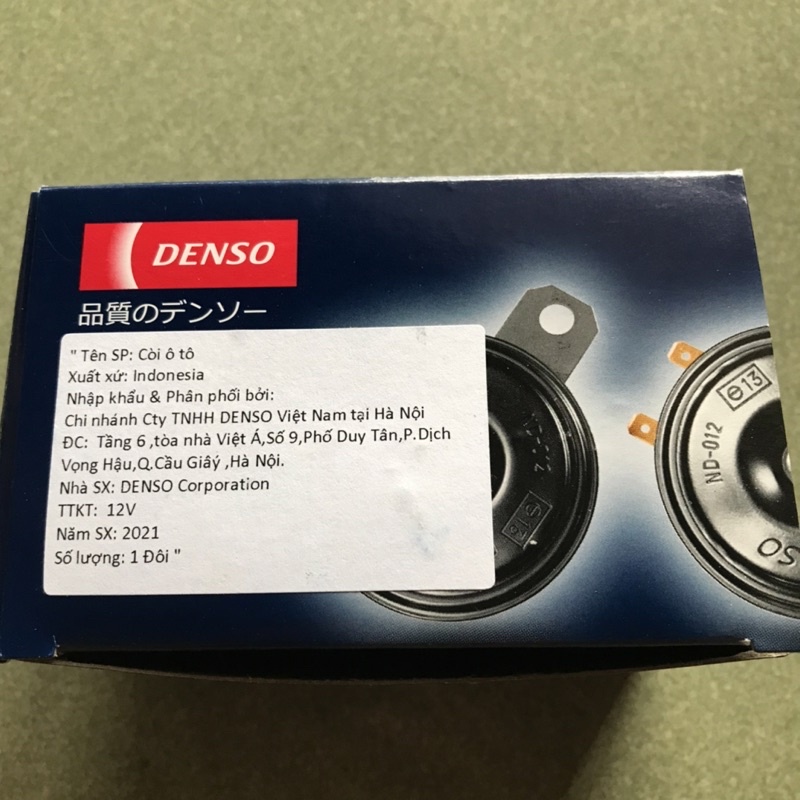 DENSO
品質のデンソー
" Tên SP: Còi ô tô
Xuất xứ: Indonesia
Nhập khẩu & Phân phối bởi:
Chi nhánh Cty TNHH DENSO Việt Nam tại Hà Nội
ĐC: Tầng 6 ,tòa nhà Việt Á,Số 9,Phố Duy Tân,P.Dịch
Vọng Hậu,Q.Cầu Giấy ,Hà Nội.
Nhà SX: DENSO Corporation
TTKT: 12V
Năm SX: 2021
Số lượng: 1 Đôi "
e13
e13
ND-012